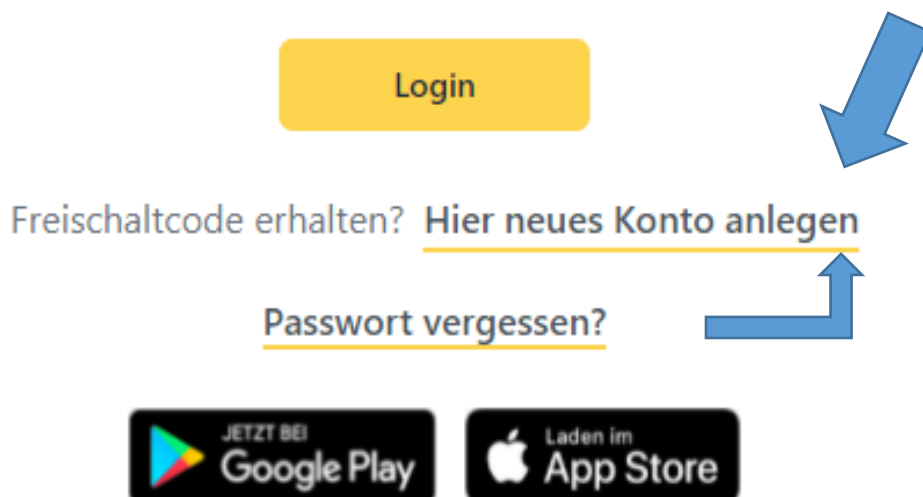 Login
Freischaltcode erhalten? Hier neues Konto anlegen
Passwort vergessen?
JETZT BEI
Google Play
Laden im
App Store